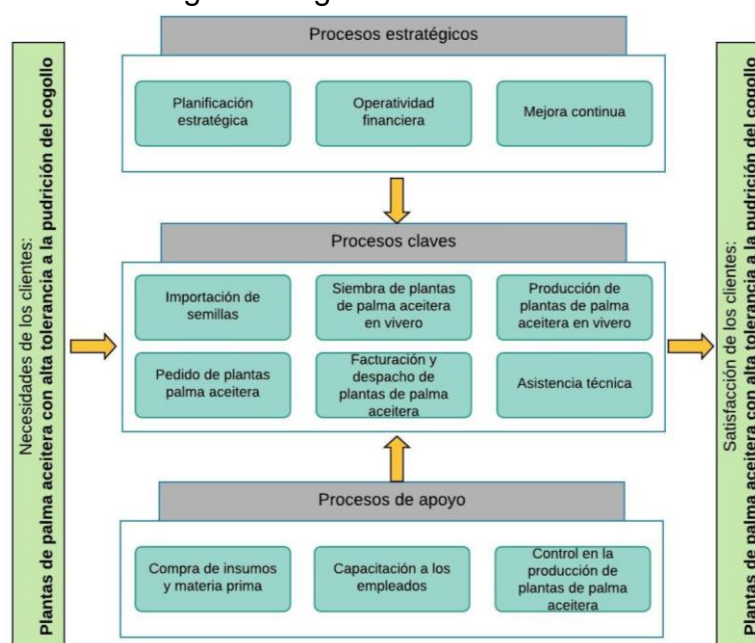 Procesos estratégicos
Planificación
estratégica
Operatividad
financiera
Mejora continua
Necesidades de los clientes:
Plantas de palma aceitera con alta tolerancia a la pudrición del cogollo
Procesos claves
Importación de
semillas
Siembra de plantas
de palma aceitera
en vivero
Producción de
plantas de palma
aceitera en vivero
Pedido de plantas
palma aceitera
Facturación y
despacho de
plantas de palma
aceitera
Asistencia técnica
Satisfacción de los clientes:
Plantas de palma aceitera con alta tolerancia a la pudrición del cogollo
Procesos de apoyo
Compra de insumos
y materia prima
Capacitación a los
empleados
Control en la
producción de
plantas de palma
aceitera